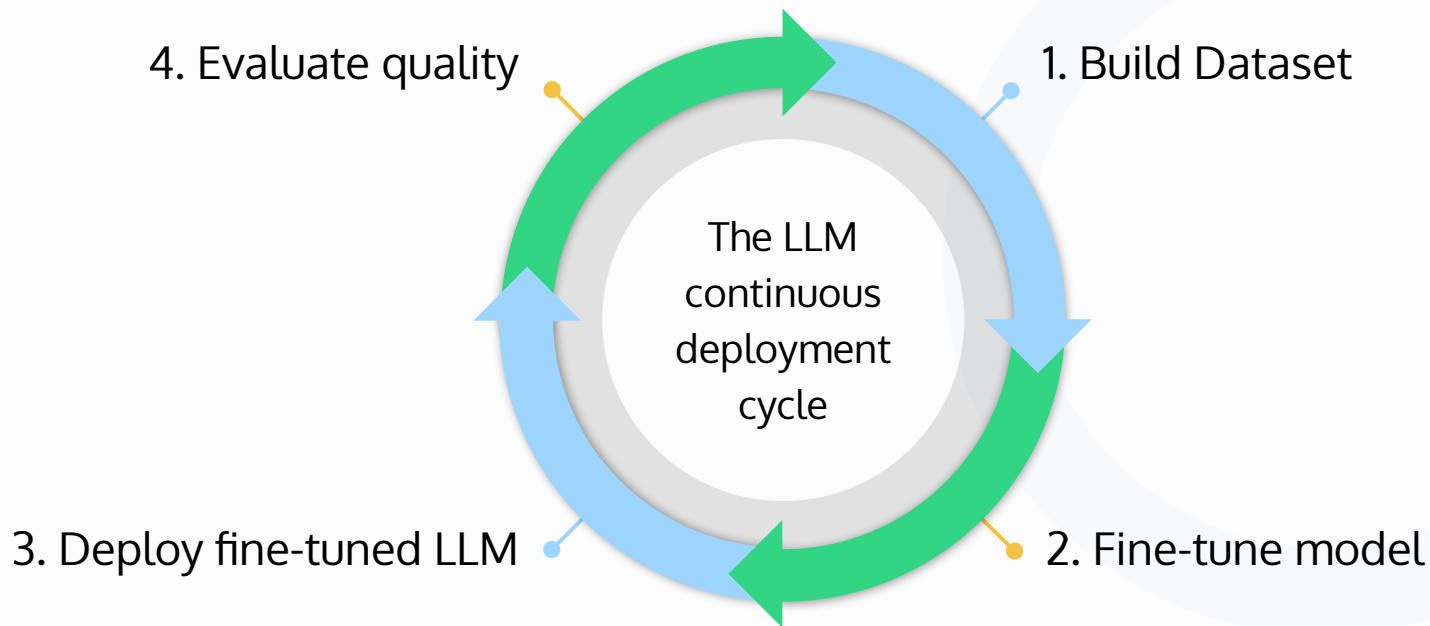 4. Evaluate quality
1. Build Dataset
The LLM
continuous
deployment
cycle
3. Deploy fine-tuned LLM
2. Fine-tune model